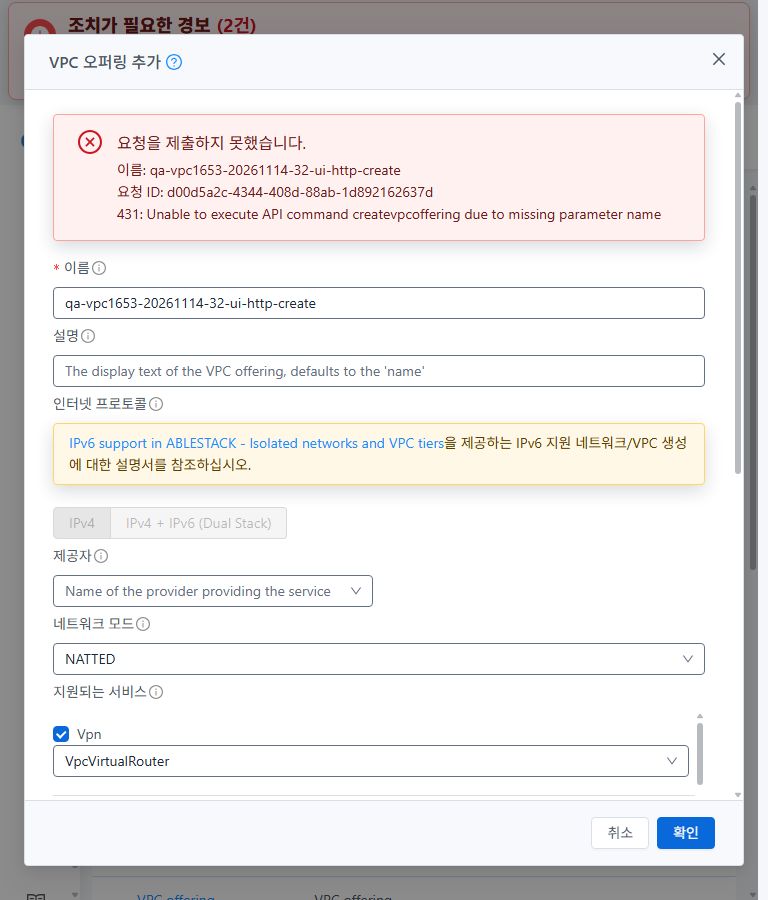 조치가 필요한 경보 (2건)
VPC 오퍼링 추가
요청을 제출하지 못했습니다.
이름: qa-vpc1653-20261114-32-ui-http-create
요청 ID: d00d5a2c-4344-408d-88ab-1d892162637d
431: Unable to execute API command createvpcoffering due to missing parameter name
* 이름
qa-vpc1653-20261114-32-ui-http-create
설명
The display text of the VPC offering, defaults to the 'name'
인터넷 프로토콜
IPv6 support in ABLESTACK - Isolated networks and VPC tiers을 제공하는 IPv6 지원 네트워크/VPC 생성
에 대한 설명서를 참조하십시오.
IPv4 IPv4 + IPv6 (Dual Stack)
제공자
Name of the provider providing the service
네트워크 모드
NATTED
지원되는 서비스
Vpn
VpcVirtualRouter
취소 확인
VPC offering VPC offering